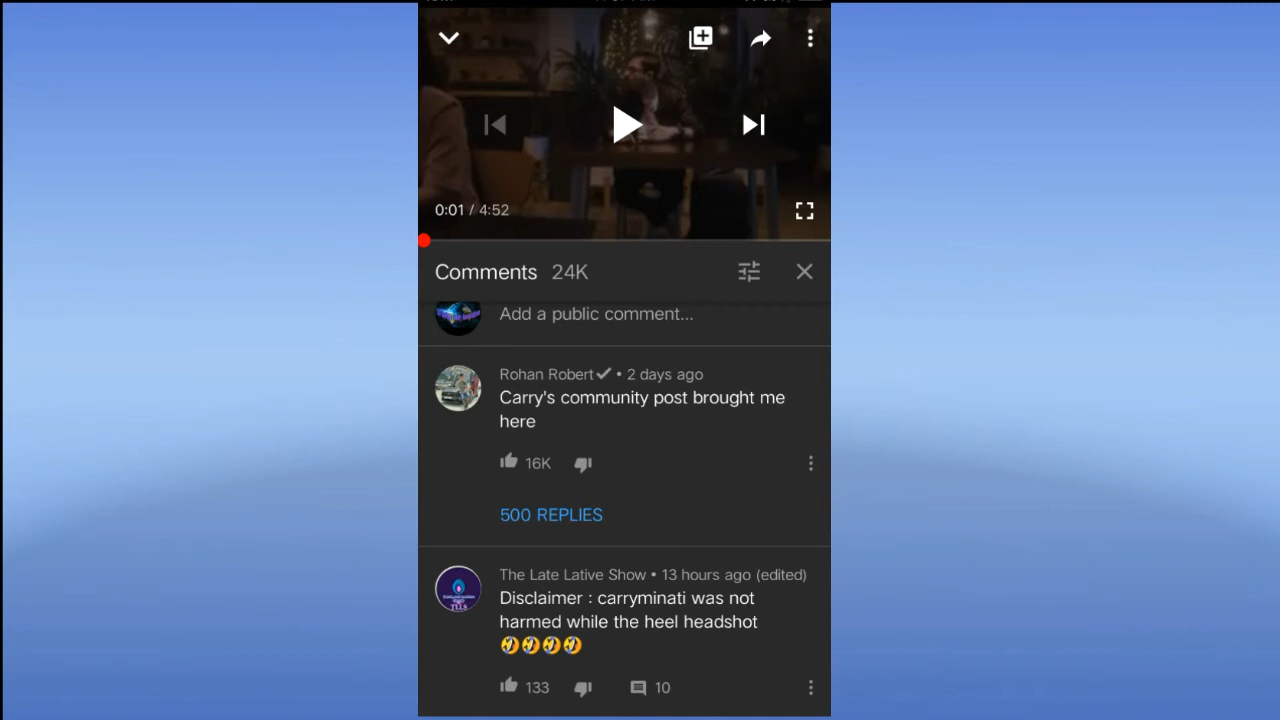 0:01 / 4:52
Comments 24K
Add a public comment...
Rohan Robert • 2 days ago
Carry's community post brought me
here
16K
500 REPLIES
The Late Lative Show • 13 hours ago (edited)
Disclaimer : carryminati was not
harmed while the heel headshot
🤣🤣🤣🤣
133 10